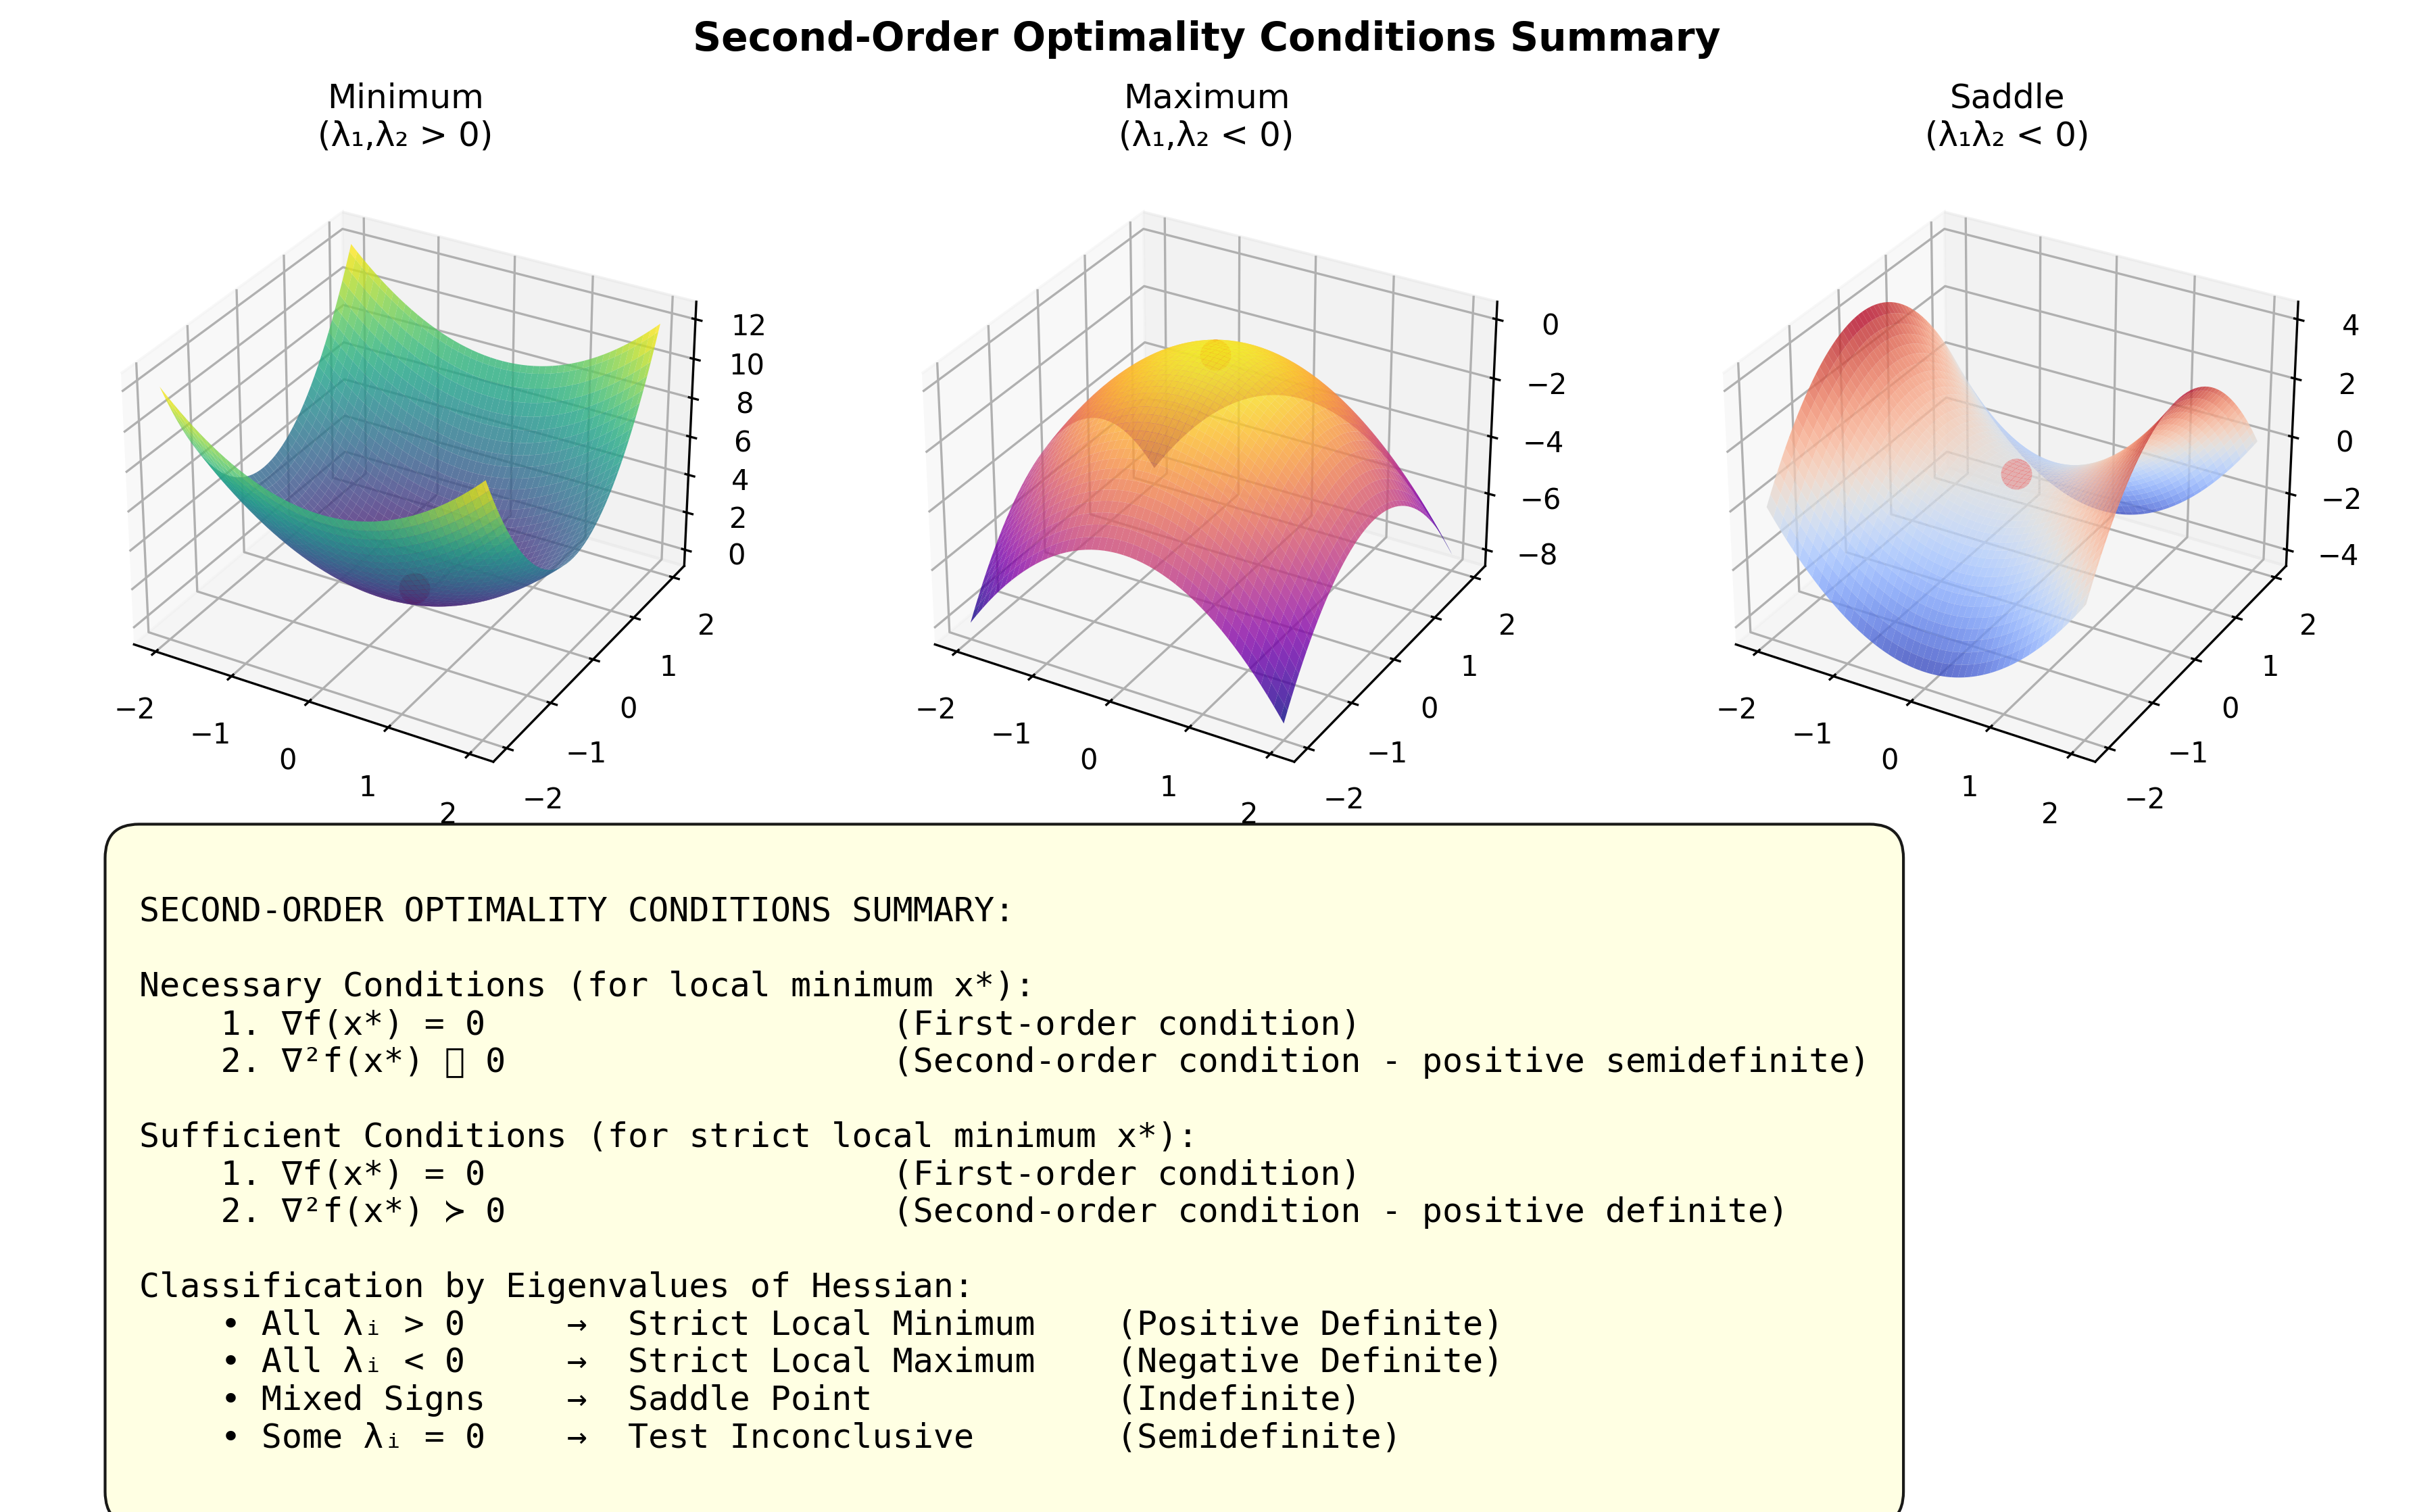 Second-Order Optimality Conditions Summary
Minimum
(λ₁,λ₂ > 0)
Maximum
(λ₁,λ₂ < 0)
Saddle
(λ₁λ₂ < 0)
12
10
8
6
4
2
0
2
1
0
−1
−2
−2
−1
0
1
2
0
−2
−4
−6
−8
2
1
0
−1
−2
−2
−1
0
1
2
4
2
0
−2
−4
2
1
0
−1
−2
−2
−1
0
1
2
SECOND-ORDER OPTIMALITY CONDITIONS SUMMARY:
Necessary Conditions (for local minimum x*):
1. ∇f(x*) = 0 (First-order condition)
2. ∇²f(x*) ▯ 0 (Second-order condition - positive semidefinite)
Sufficient Conditions (for strict local minimum x*):
1. ∇f(x*) = 0 (First-order condition)
2. ∇²f(x*) ≻ 0 (Second-order condition - positive definite)
Classification by Eigenvalues of Hessian:
• All λᵢ > 0 → Strict Local Minimum (Positive Definite)
• All λᵢ < 0 → Strict Local Maximum (Negative Definite)
• Mixed Signs → Saddle Point (Indefinite)
• Some λᵢ = 0 → Test Inconclusive (Semidefinite)